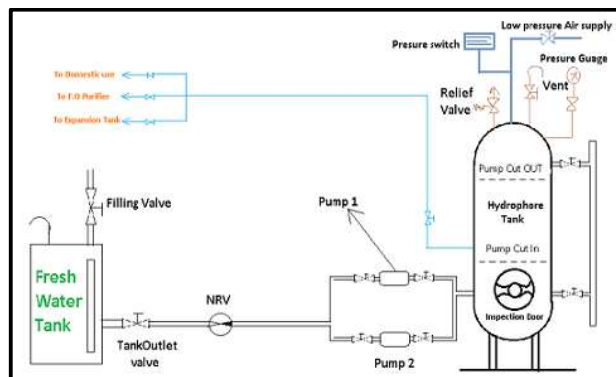 Low pressure Air supply
Presure switch
Presure Guage
To Domestic use
To F.O Purifier
To Expansion Tank
Relief
Valve
Vent
Pump Cut OUT
Filling Valve
Pump 1
Hydrophore
Tank
Pump Cut In
Fresh
Water
Tank
NRV
Inspection Door
TankOutlet
valve
Pump 2